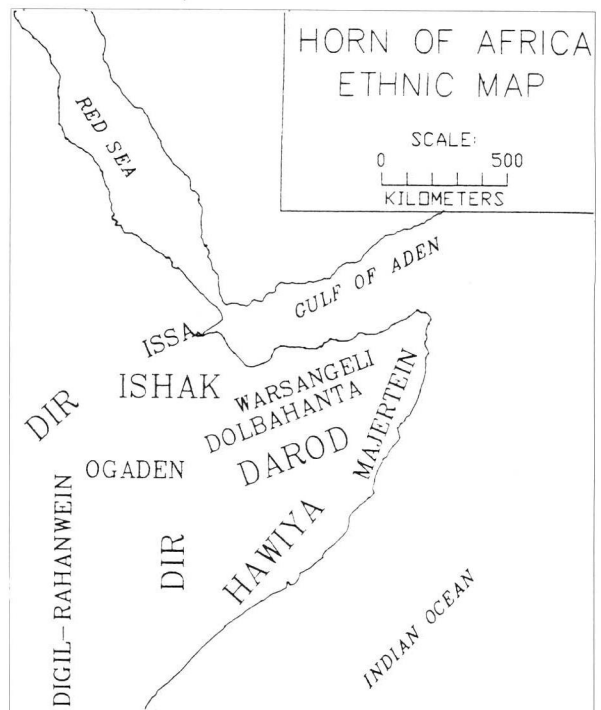 HORN OF AFRICA
ETHNIC MAP
SCALE:
0 500
KILOMETERS
RED SEA
GULF OF ADEN
ISSA
ISHAK
WARSANGELI
DOLBAHANTA
DIR
MAJERTEIN
DAROD
OGADEN
HAWIYA
DIR
DIGIL-RAHANWEIN
INDIAN OCEAN